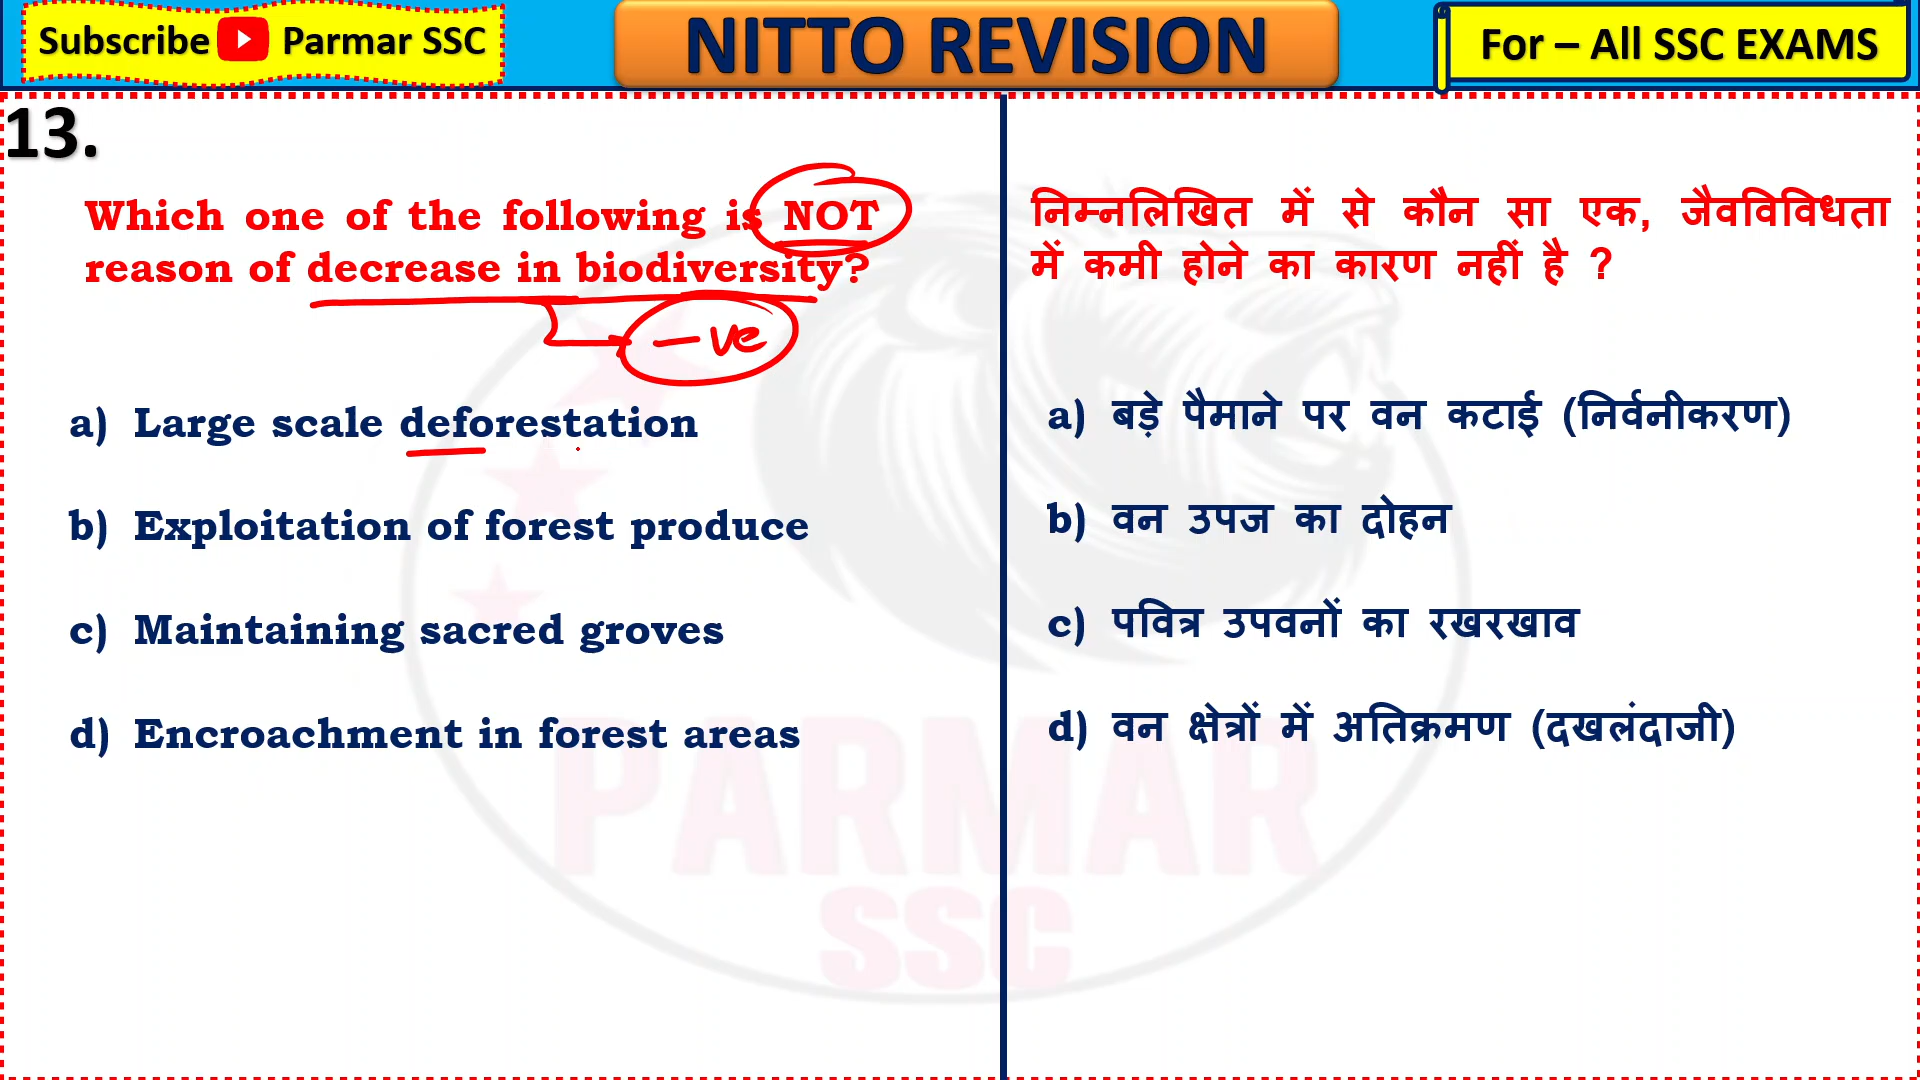 Subscribe Parmar SSC
NITTO REVISION
For – All SSC EXAMS
13.
Which one of the following is NOT
reason of decrease in biodiversity?
– ve
a) Large scale deforestation
b) Exploitation of forest produce
c) Maintaining sacred groves
d) Encroachment in forest areas
निम्नलिखित में से कौन सा एक, जैवविविधता
में कमी होने का कारण नहीं है ?
a) बड़े पैमाने पर वन कटाई (निर्वनीकरण)
b) वन उपज का दोहन
c) पवित्र उपवनों का रखरखाव
d) वन क्षेत्रों में अतिक्रमण (दखलंदाजी)
PARMAR
SSC